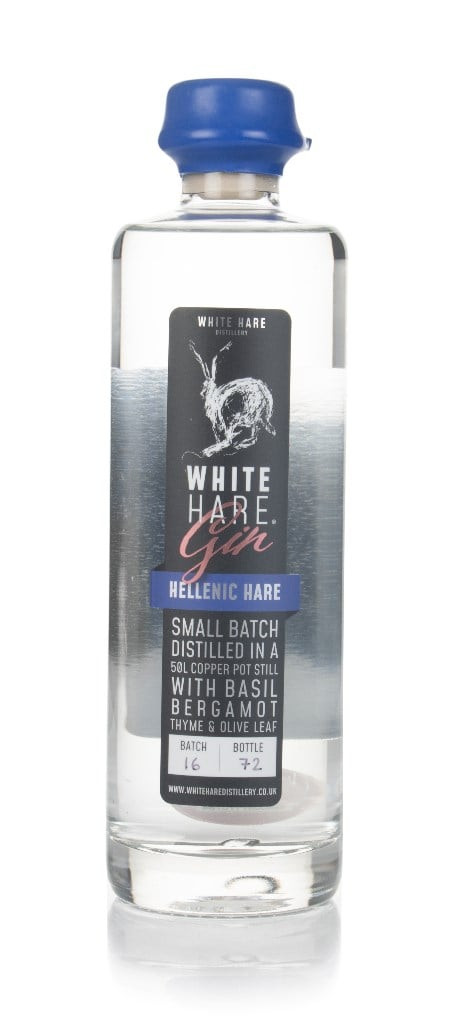 WHITE HARE
DISTILLERY
WHITE
HARE®
Gin
HELLENIC HARE
SMALL BATCH
DISTILLED IN A
50L COPPER POT STILL
WITH BASIL
BERGAMOT
THYME & OLIVE LEAF
BATCH BOTTLE
16 72
WWW.WHITEHAREDISTILLERY.CO.UK